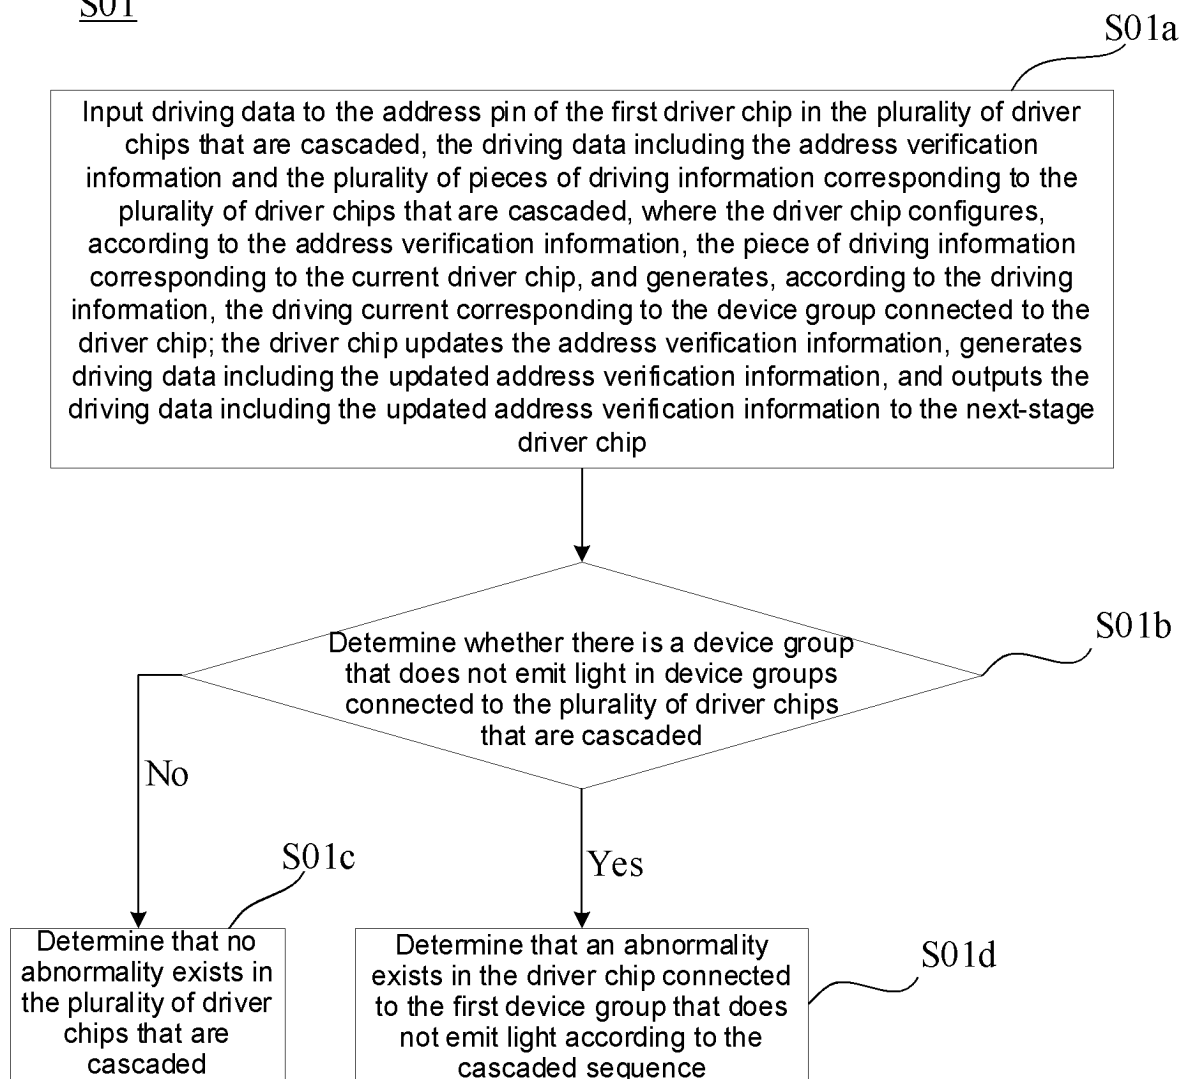 S01
S01a
Input driving data to the address pin of the first driver chip in the plurality of driver
chips that are cascaded, the driving data including the address verification
information and the plurality of pieces of driving information corresponding to the
plurality of driver chips that are cascaded, where the driver chip configures,
according to the address verification information, the piece of driving information
corresponding to the current driver chip, and generates, according to the driving
information, the driving current corresponding to the device group connected to the
driver chip; the driver chip updates the address verification information, generates
driving data including the updated address verification information, and outputs the
driving data including the updated address verification information to the next-stage
driver chip
S01b
Determine whether there is a device group
that does not emit light in device groups
connected to the plurality of driver chips
that are cascaded
No
Yes
S01c
Determine that no
abnormality exists in
the plurality of driver
chips that are
cascaded
S01d
Determine that an abnormality
exists in the driver chip connected
to the first device group that does
not emit light according to the
cascaded sequence